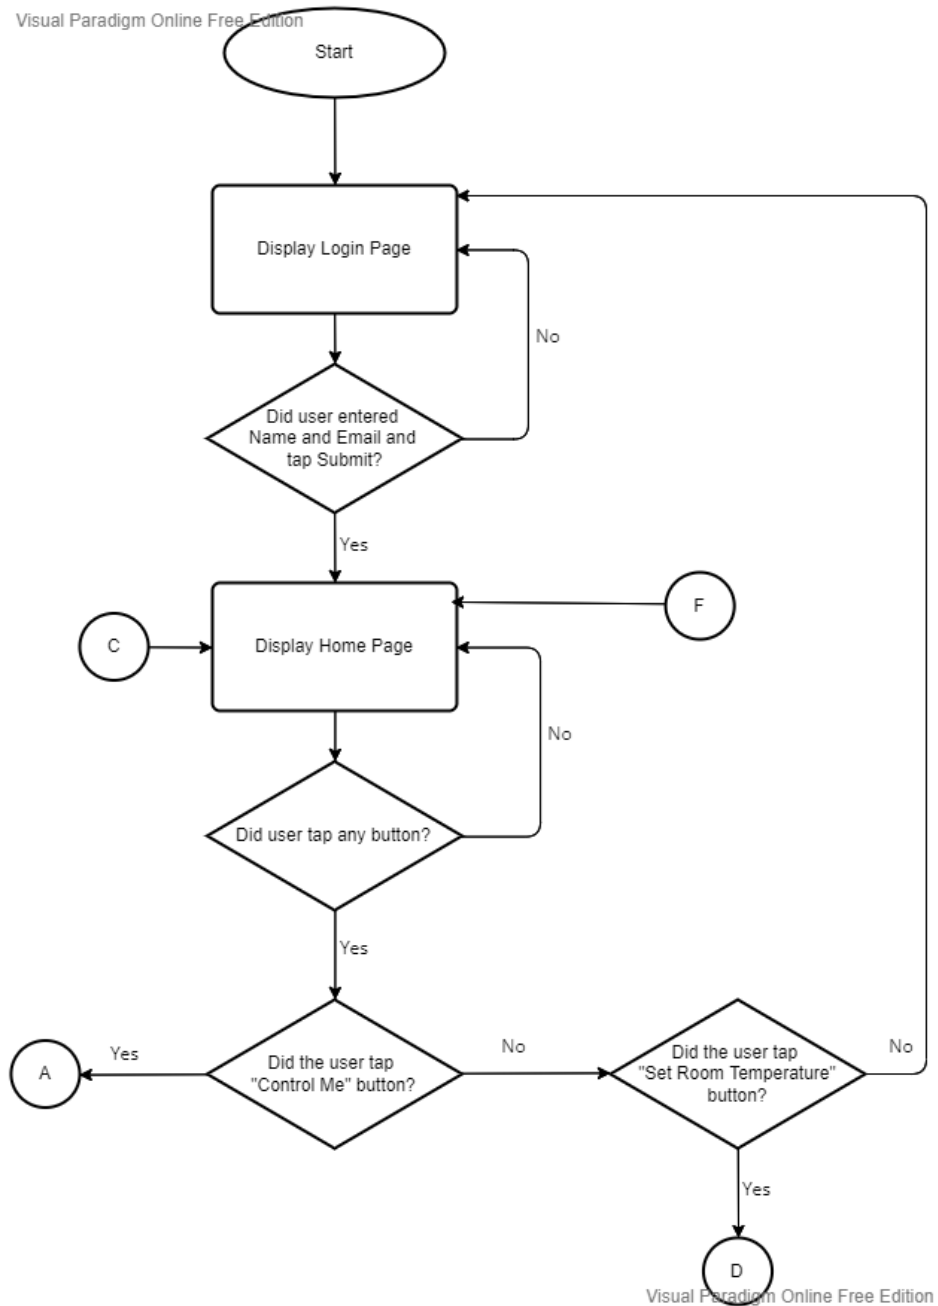 Visual Paradigm Online Free Edition
Start
Display Login Page
No
Did user entered
Name and Email and
tap Submit?
Yes
F
C
Display Home Page
No
Did user tap any button?
Yes
Yes
No
No
A
Did the user tap
"Control Me" button?
Did the user tap
"Set Room Temperature"
button?
Yes
D
Visual Paradigm Online Free Edition